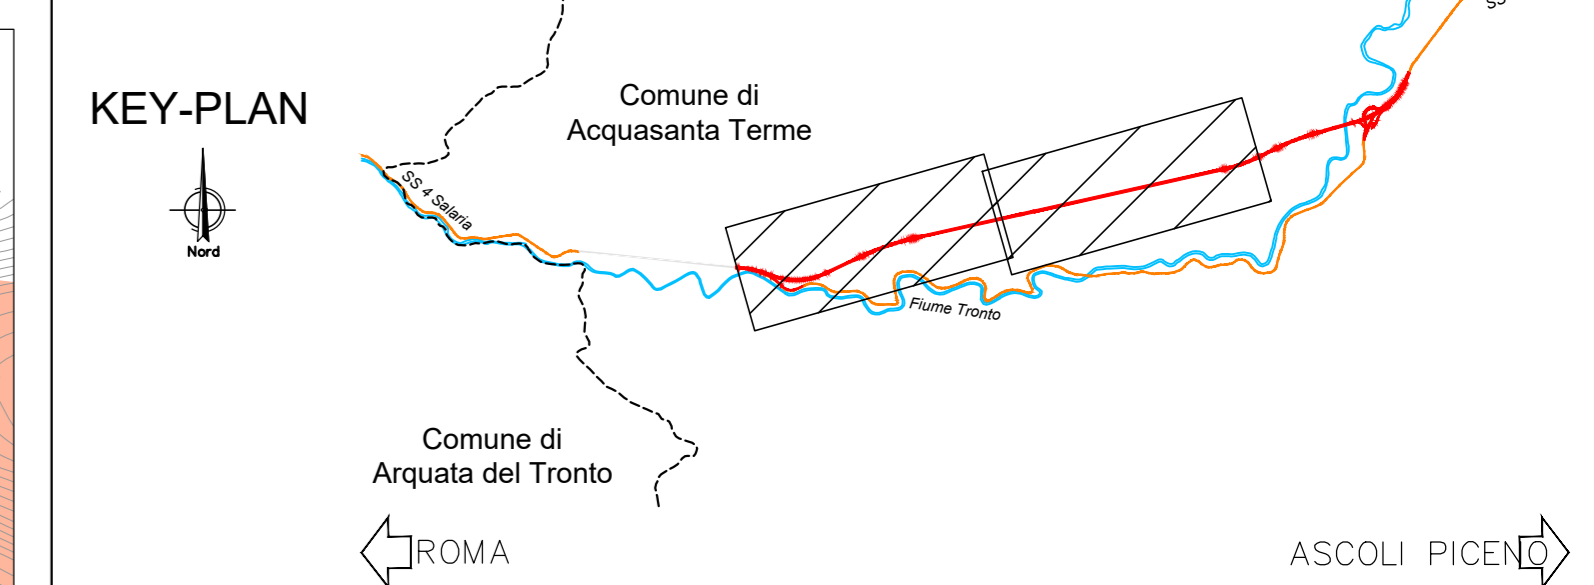 KEY-PLAN
Nord
Comune di
Acquasanta Terme
SS 4 Salaria
Fiume Tronto
Comune di
Arquata del Tronto
ROMA
ASCOLI PICENO